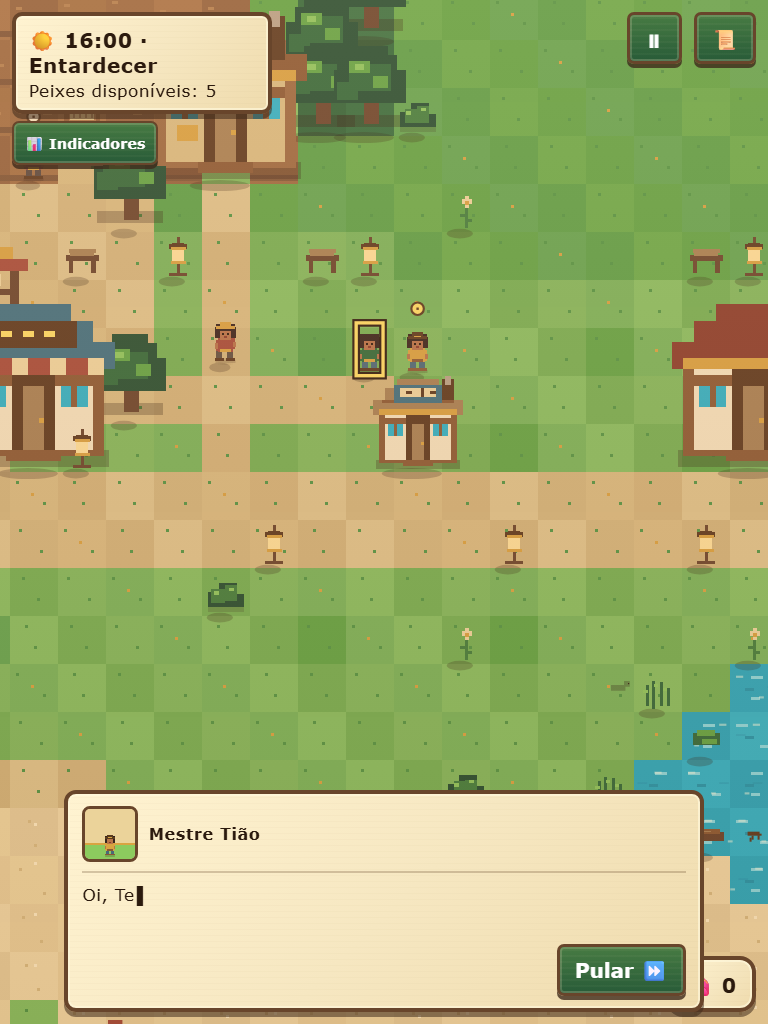 16:00 ·
Entardecer
Peixes disponíveis: 5
Indicadores
Mestre Tião
Oi, Te
Pular
0